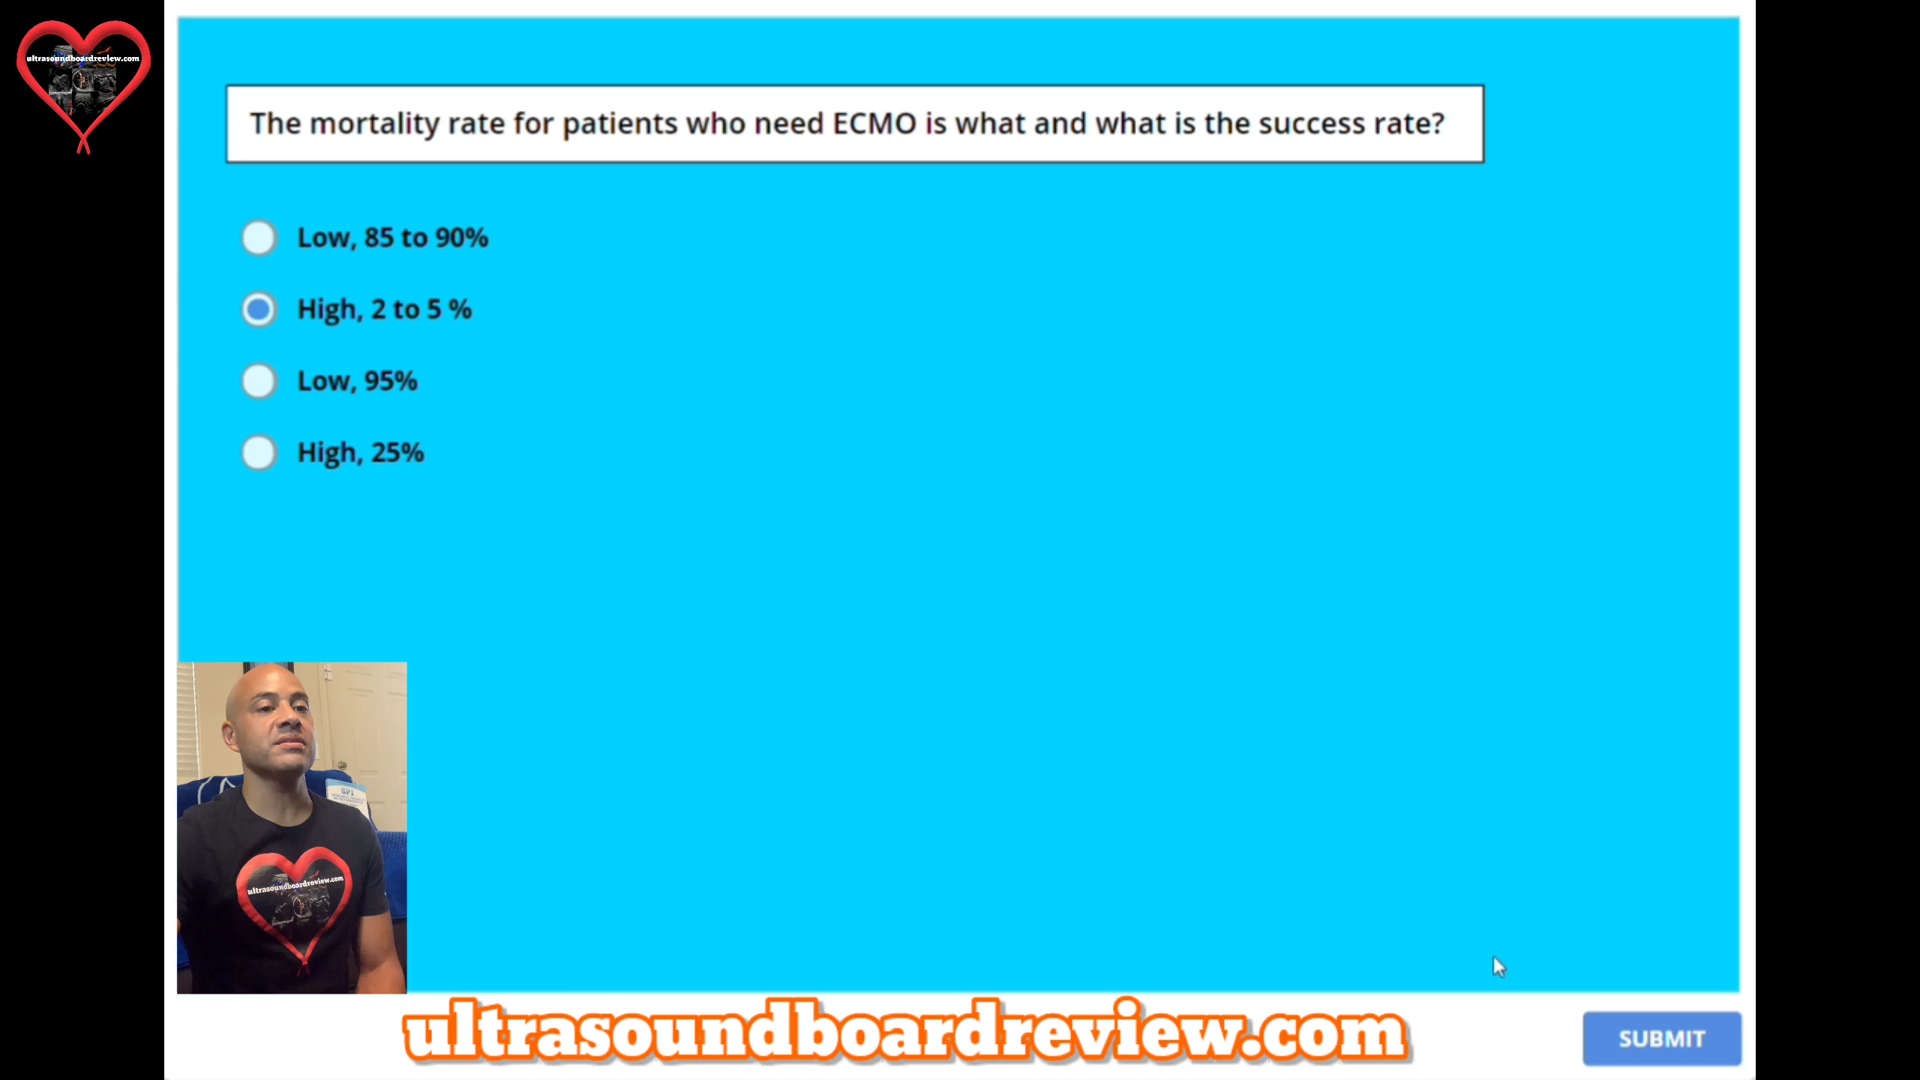 ultrasoundboardreview.com
The mortality rate for patients who need ECMO is what and what is the success rate?
Low, 85 to 90%
High, 2 to 5 %
Low, 95%
High, 25%
SPI
ultrasoundboardreview.com
ultrasoundboardreview.com
SUBMIT